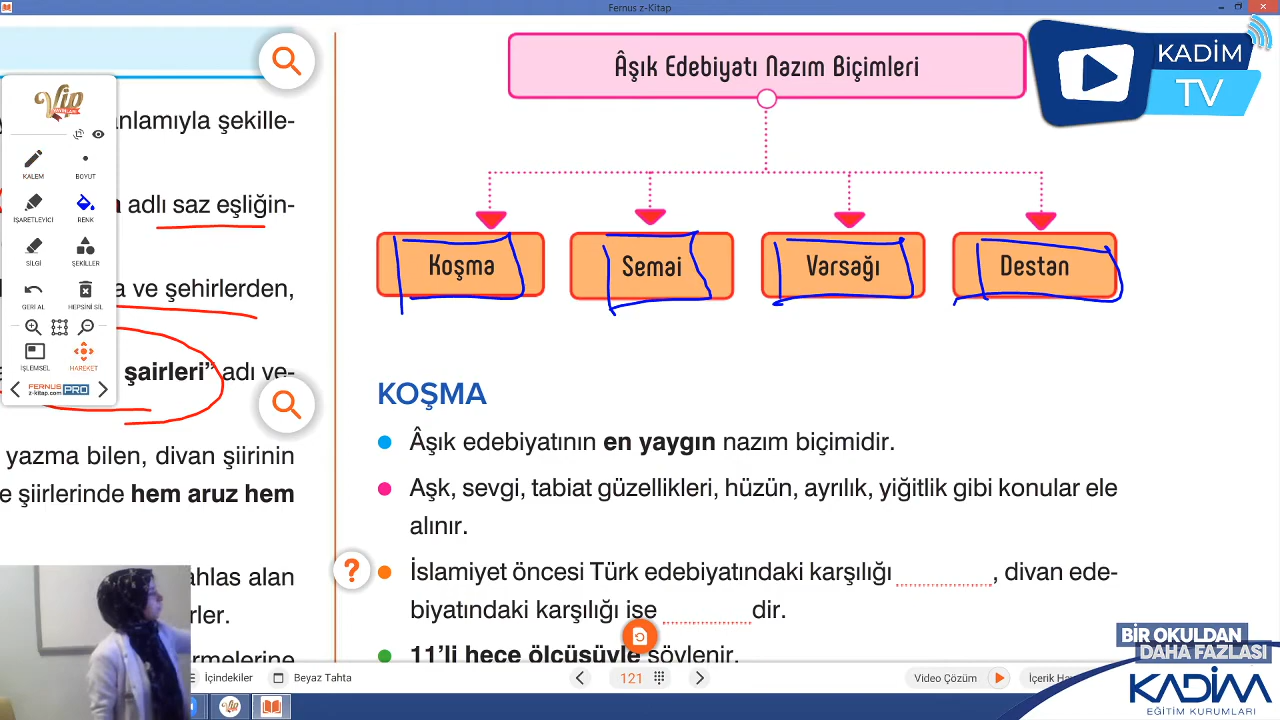 Fernus z-Kitap
KADİM
TV
Âşık Edebiyatı Nazım Biçimleri
Koşma
Semai
Varsağı
Destan
Vip
KALEM
BOYUT
İŞARETLEYİCİ
RENK
SİLGİ
ŞEKİLLER
GERİ AL
HEPSİNİ SİL
İŞLEMSEL
HAREKET
FERNUS
z-kitap.com PRO
anlamıyla şekille-
adlı saz eşliğin-
a ve şehirlerden,
şairleri” adı ve-
yazma bilen, divan şiirinin
e şiirlerinde hem aruz hem
ahlas alan
rler.
rmelerine
KOŞMA
Âşık edebiyatının en yaygın nazım biçimidir.
Aşk, sevgi, tabiat güzellikleri, hüzün, ayrılık, yiğitlik gibi konular ele
alınır.
? İslamiyet öncesi Türk edebiyatındaki karşılığı ............, divan ede-
biyatındaki karşılığı ise ............dir.
11’li hece ölçüsüyle söylenir.
İçindekiler
Beyaz Tahta
121
Video Çözüm
BİR OKULDAN
DAHA FAZLASI
KADİM
EĞİTİM KURUMLARI